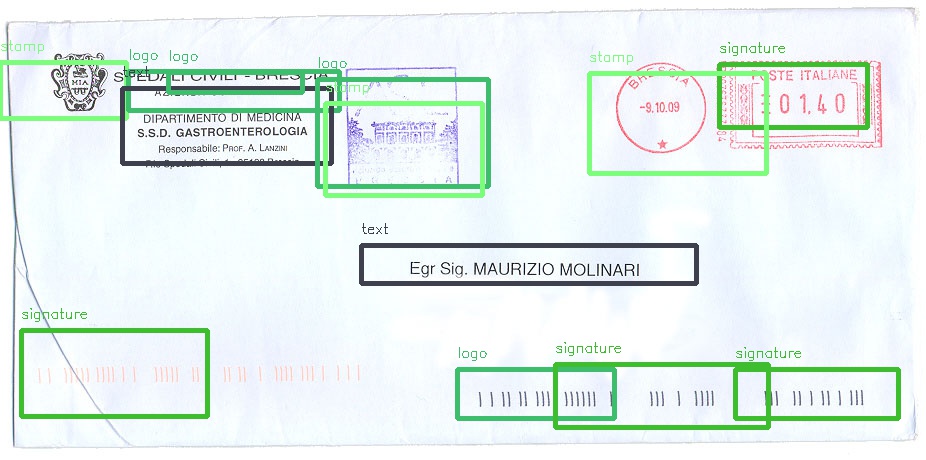 stamp
logo
logo
text
SPEDALI CIVILI - BRESCIA
DIPARTIMENTO DI MEDICINA
S.S.D. GASTROENTEROLOGIA
Responsabile: PROF. A. LANZINI
logo
stamp
stamp
BRESCIA
-9.10.09
signature
POSTE ITALIANE
01,40
text
Egr Sig. MAURIZIO MOLINARI
signature
logo
signature
signature